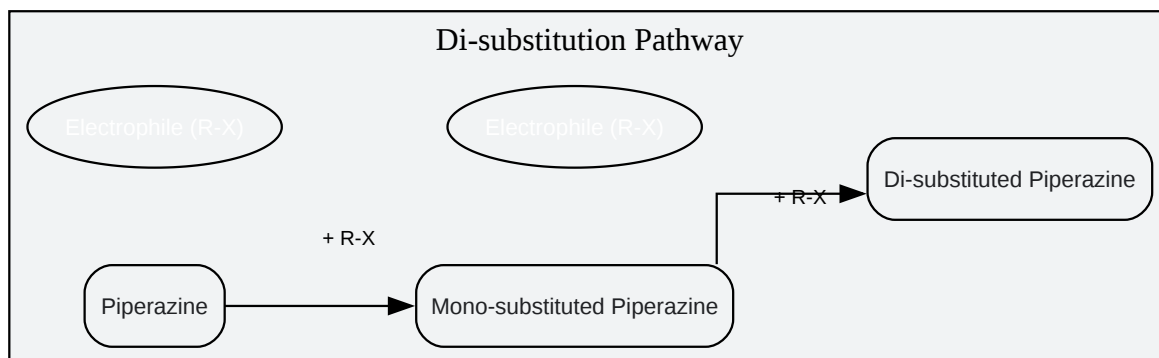 Di-substitution Pathway
Electrophile (R-X)
Electrophile (R-X)
Di-substituted Piperazine
+ R-X
+ R-X
Piperazine
Mono-substituted Piperazine